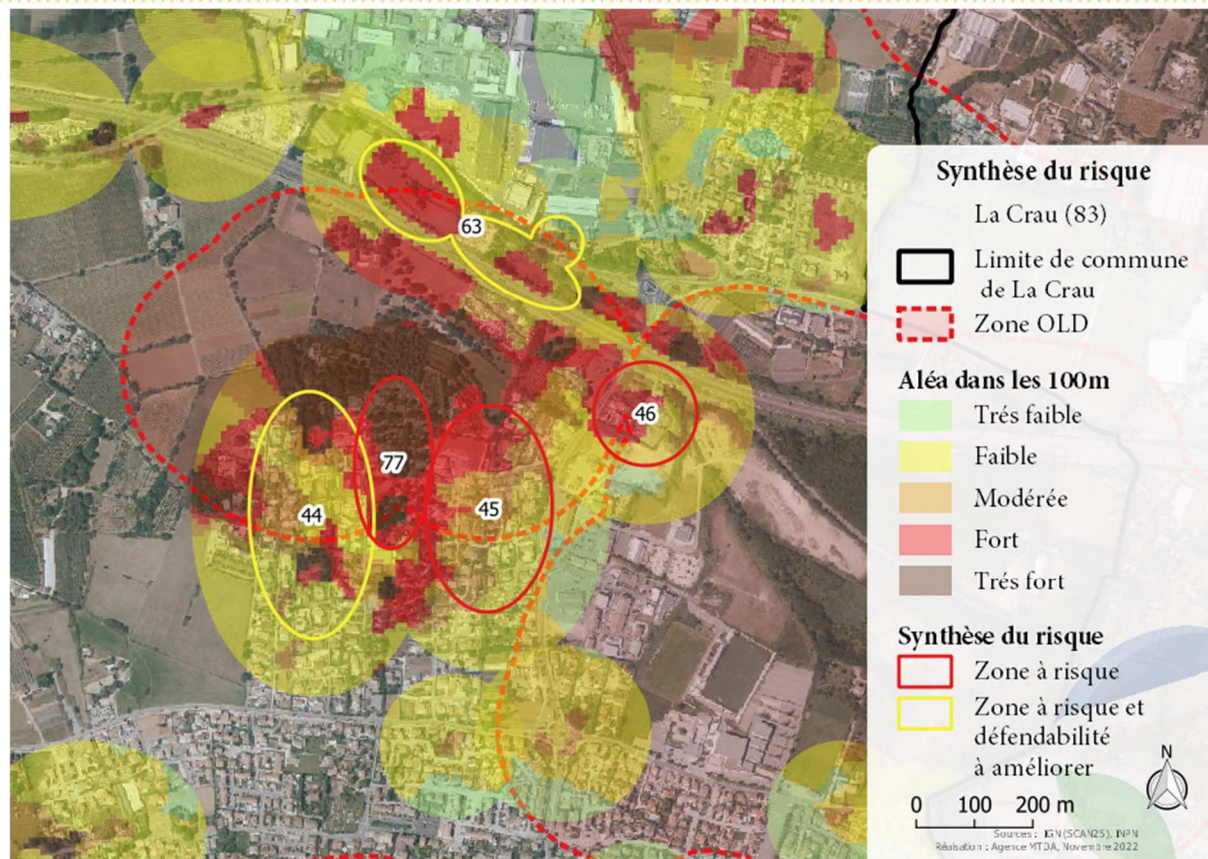 63
46
77
44
45
Synthèse du risque
La Crau (83)
Limite de commune
de La Crau
Zone OLD
Aléa dans les 100m
Trés faible
Faible
Modérée
Fort
Trés fort
Synthèse du risque
Zone à risque
Zone à risque et
défendabilité
à améliorer
N
0 100 200 m
Sources : IGN (SCAN25), INPN
Réalisation : Agence MTDA, Novembre 2022